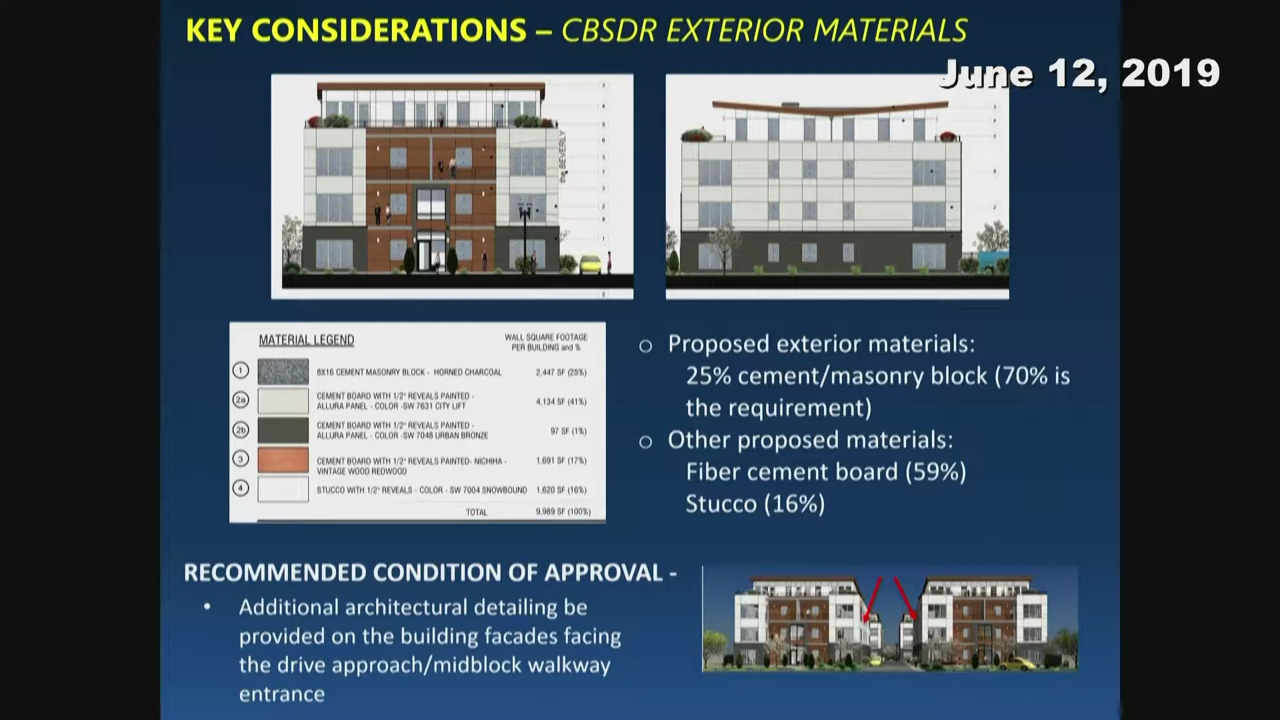 KEY CONSIDERATIONS – CBSDR EXTERIOR MATERIALS
June 12, 2019
the BEVERLY
MATERIAL LEGEND
WALL SQUARE FOOTAGE
PER BUILDING and %
1
8X16 CEMENT MASONRY BLOCK - HORNED CHARCOAL
2,447 SF (25%)
2a
CEMENT BOARD WITH 1/2" REVEALS PAINTED -
ALLURA PANEL - COLOR -SW 7631 CITY LIFT
4,134 SF (41%)
2b
CEMENT BOARD WITH 1/2" REVEALS PAINTED -
ALLURA PANEL - COLOR -SW 7048 URBAN BRONZE
97 SF (1%)
3
CEMENT BOARD WITH 1/2" REVEALS PAINTED- NICHIHA -
VINTAGE WOOD REDWOOD
1,691 SF (17%)
4
STUCCO WITH 1/2" REVEALS - COLOR - SW 7004 SNOWBOUND
1,620 SF (16%)
TOTAL
9,989 SF (100%)
o Proposed exterior materials:
25% cement/masonry block (70% is
the requirement)
o Other proposed materials:
Fiber cement board (59%)
Stucco (16%)
RECOMMENDED CONDITION OF APPROVAL -
• Additional architectural detailing be
provided on the building facades facing
the drive approach/midblock walkway
entrance